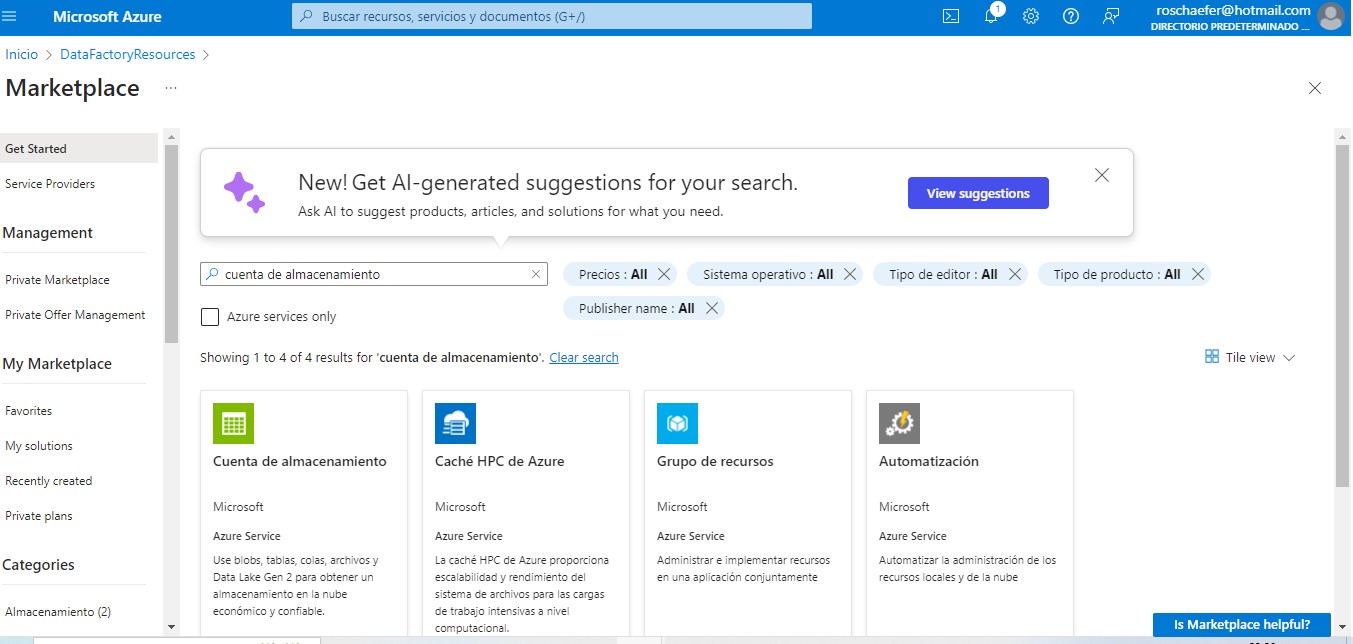 Microsoft Azure
Buscar recursos, servicios y documentos (G+/)
1
roschaefer@hotmail.com
DIRECTORIO PREDETERMINADO ...
Inicio > DataFactoryResources >
Marketplace ...
Get Started
Service Providers
Management
Private Marketplace
Private Offer Management
My Marketplace
Favorites
My solutions
Recently created
Private plans
Categories
Almacenamiento (2)
New! Get AI-generated suggestions for your search.
Ask AI to suggest products, articles, and solutions for what you need.
View suggestions
cuenta de almacenamiento
Precios : All
Sistema operativo : All
Tipo de editor : All
Tipo de producto : All
Publisher name : All
Azure services only
Showing 1 to 4 of 4 results for 'cuenta de almacenamiento'. Clear search
Tile view
Cuenta de almacenamiento
Microsoft
Azure Service
Use blobs, tablas, colas, archivos y
Data Lake Gen 2 para obtener un
almacenamiento en la nube
económico y confiable.
Caché HPC de Azure
Microsoft
Azure Service
La caché HPC de Azure proporciona
escalabilidad y rendimiento del
sistema de archivos para las cargas
de trabajo intensivas a nivel
computacional.
Grupo de recursos
Microsoft
Azure Service
Administrar e implementar recursos
en una aplicación conjuntamente
Automatización
Microsoft
Azure Service
Automatizar la administración de los
recursos locales y de la nube
Is Marketplace helpful?